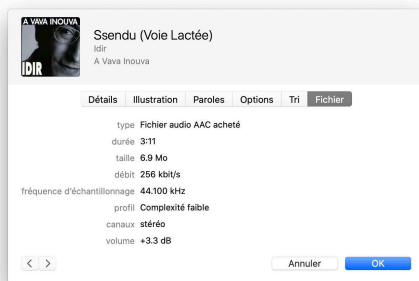 A VAVA INOUVA
IDIR
Ssendu (Voie Lactée)
Idir
A Vava Inouva
Détails Illustration Paroles Options Tri Fichier
type Fichier audio AAC acheté
durée 3:11
taille 6.9 Mo
débit 256 kbit/s
fréquence d'échantillonnage 44.100 kHz
profil Complexité faible
canaux stéréo
volume +3.3 dB
Annuler OK